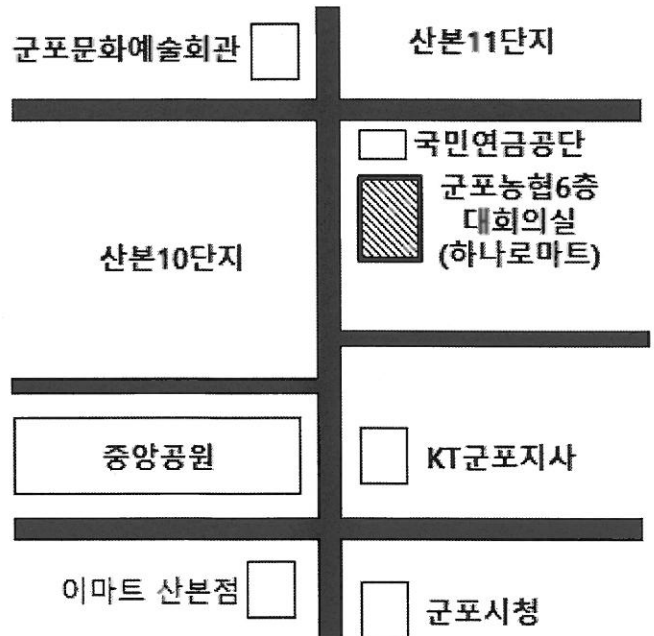 군포문화예술회관
산본11단지
국민연금공단
군포농협6층
대회의실
(하나로마트)
산본10단지
중앙공원
KT군포지사
이마트 산본점
군포시청